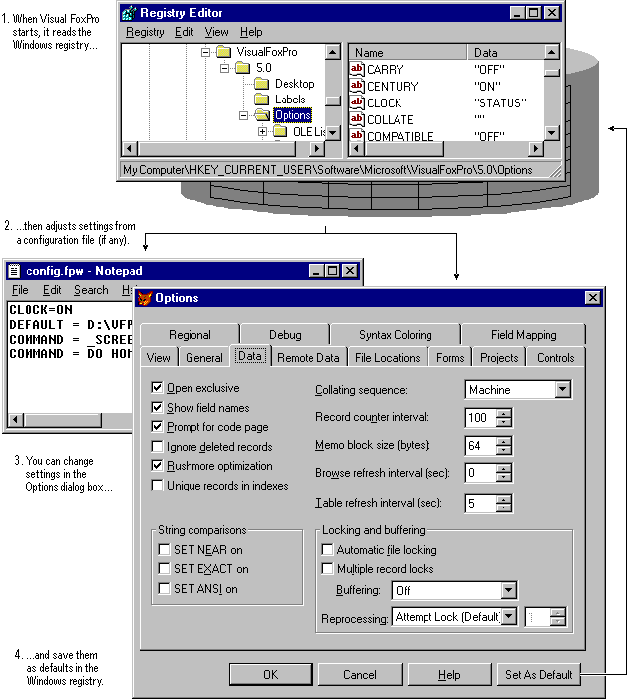 1. When Visual FoxPro
starts, it reads the
Windows registry...
Registry Editor
Registry Edit View Help
VisualFoxPro
5.0
Desktop
Labels
Options
OLE Lis
Name Data
CARRY "OFF"
CENTURY "ON"
CLOCK "STATUS"
COLLATE ""
COMPATIBLE "OFF"
My Computer\HKEY_CURRENT_USER\Software\Microsoft\VisualFoxPro\5.0\Options
2. ...then adjusts settings from
a configuration file (if any).
config.fpw - Notepad
File Edit Search
CLOCK=ON
DEFAULT = D:\VFP
COMMAND = _SCREE
COMMAND = DO HOM
3. You can change
settings in the
Options dialog box...
Options
Regional Debug Syntax Coloring Field Mapping
View General Data Remote Data File Locations Forms Projects Controls
Open exclusive
Show field names
Prompt for code page
Ignore deleted records
Rushmore optimization
Unique records in indexes
Collating sequence: Machine
Record counter interval: 100
Memo block size (bytes): 64
Browse refresh interval (sec): 0
Table refresh interval (sec): 5
String comparisons
SET NEAR on
SET EXACT on
SET ANSI on
Locking and buffering
Automatic file locking
Multiple record locks
Buffering: Off
Reprocessing: Attempt Lock (Default)
4. ...and save them
as defaults in the
Windows registry.
OK Cancel Help Set As Default